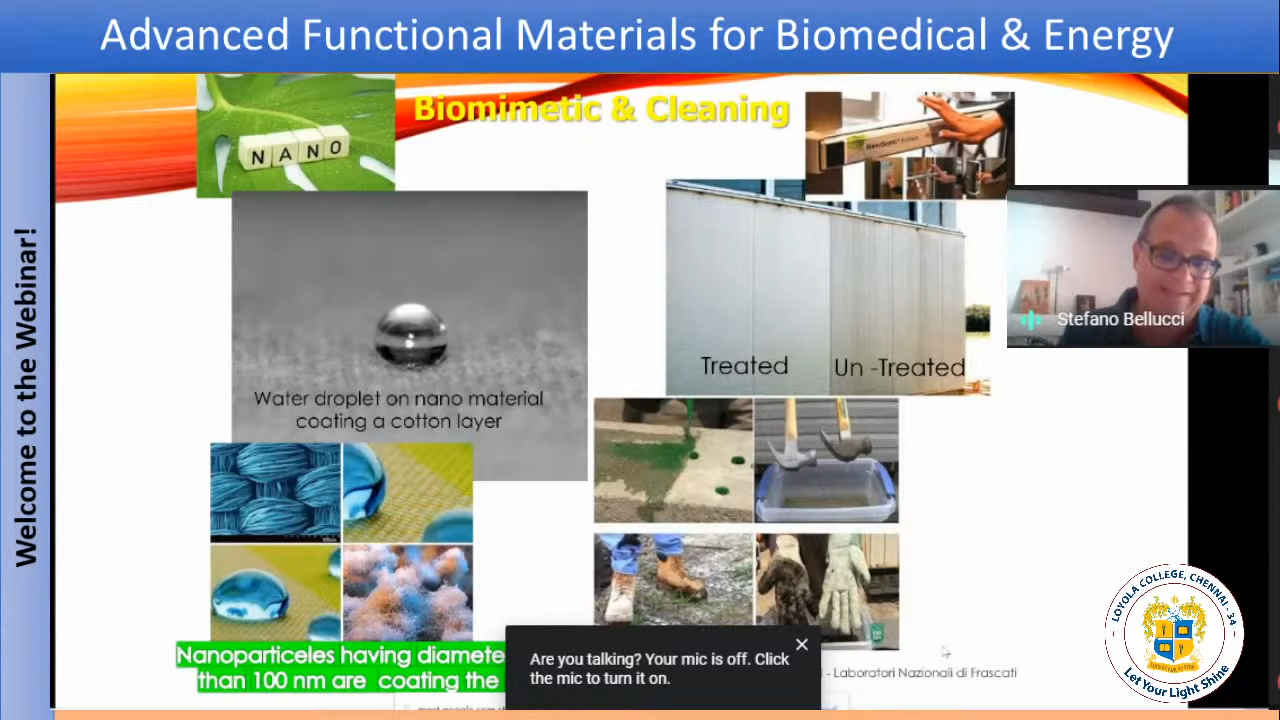 Advanced Functional Materials for Biomedical & Energy
Welcome to the Webinar!
Biomimetic & Cleaning
NANO
Stefano Bellucci
Treated
Un -Treated
Water droplet on nano material
coating a cotton layer
Nanoparticeles having diamete
than 100 nm are coating the
Are you talking? Your mic is off. Click
the mic to turn it on.
- Laboratori Nazionali di Frascati
LOYOLA COLLEGE, CHENNAI - 34
Let Your Light Shine